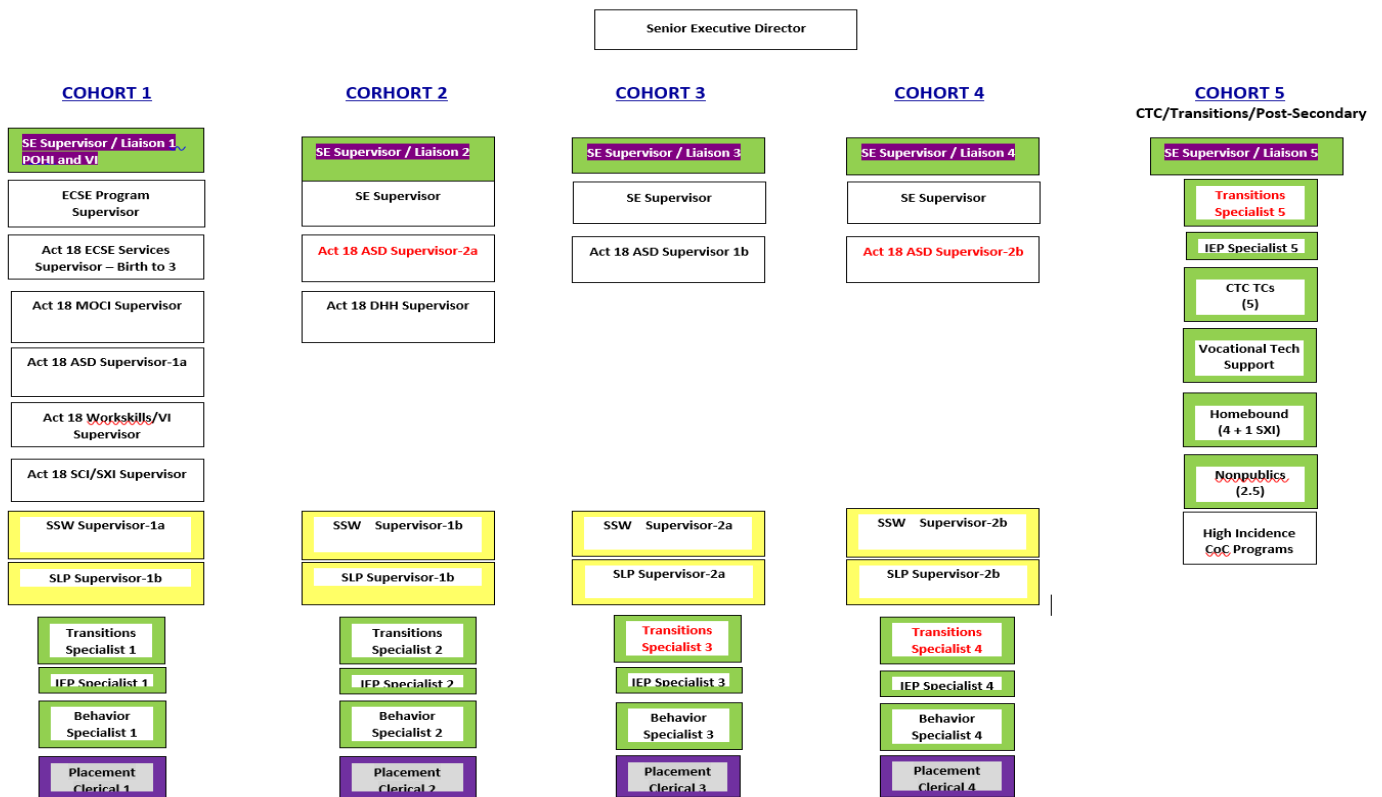 Senior Executive Director
COHORT 1
SE Supervisor / Liaison 1
POHI and VI
ECSE Program
Supervisor
Act 18 ECSE Services
Supervisor – Birth to 3
Act 18 MOCI Supervisor
Act 18 ASD Supervisor-1a
Act 18 Workskills/VI
Supervisor
Act 18 SCI/SXI Supervisor
SSW Supervisor-1a
SLP Supervisor-1b
Transitions
Specialist 1
IEP Specialist 1
Behavior
Specialist 1
Placement
Clerical 1
CORHORT 2
SE Supervisor / Liaison 2
SE Supervisor
Act 18 ASD Supervisor-2a
Act 18 DHH Supervisor
SSW Supervisor-1b
SLP Supervisor-1b
Transitions
Specialist 2
IEP Specialist 2
Behavior
Specialist 2
Placement
Clerical 2
COHORT 3
SE Supervisor / Liaison 3
SE Supervisor
Act 18 ASD Supervisor 1b
SSW Supervisor-2a
SLP Supervisor-2a
Transitions
Specialist 3
IEP Specialist 3
Behavior
Specialist 3
Placement
Clerical 3
COHORT 4
SE Supervisor / Liaison 4
SE Supervisor
Act 18 ASD Supervisor-2b
SSW Supervisor-2b
SLP Supervisor-2b
Transitions
Specialist 4
IEP Specialist 4
Behavior
Specialist 4
Placement
Clerical 4
COHORT 5
CTC/Transitions/Post-Secondary
SE Supervisor / Liaison 5
Transitions
Specialist 5
IEP Specialist 5
CTC TCs
(5)
Vocational Tech
Support
Homebound
(4 + 1 SXI)
Nonpublics
(2.5)
High Incidence
CoC Programs